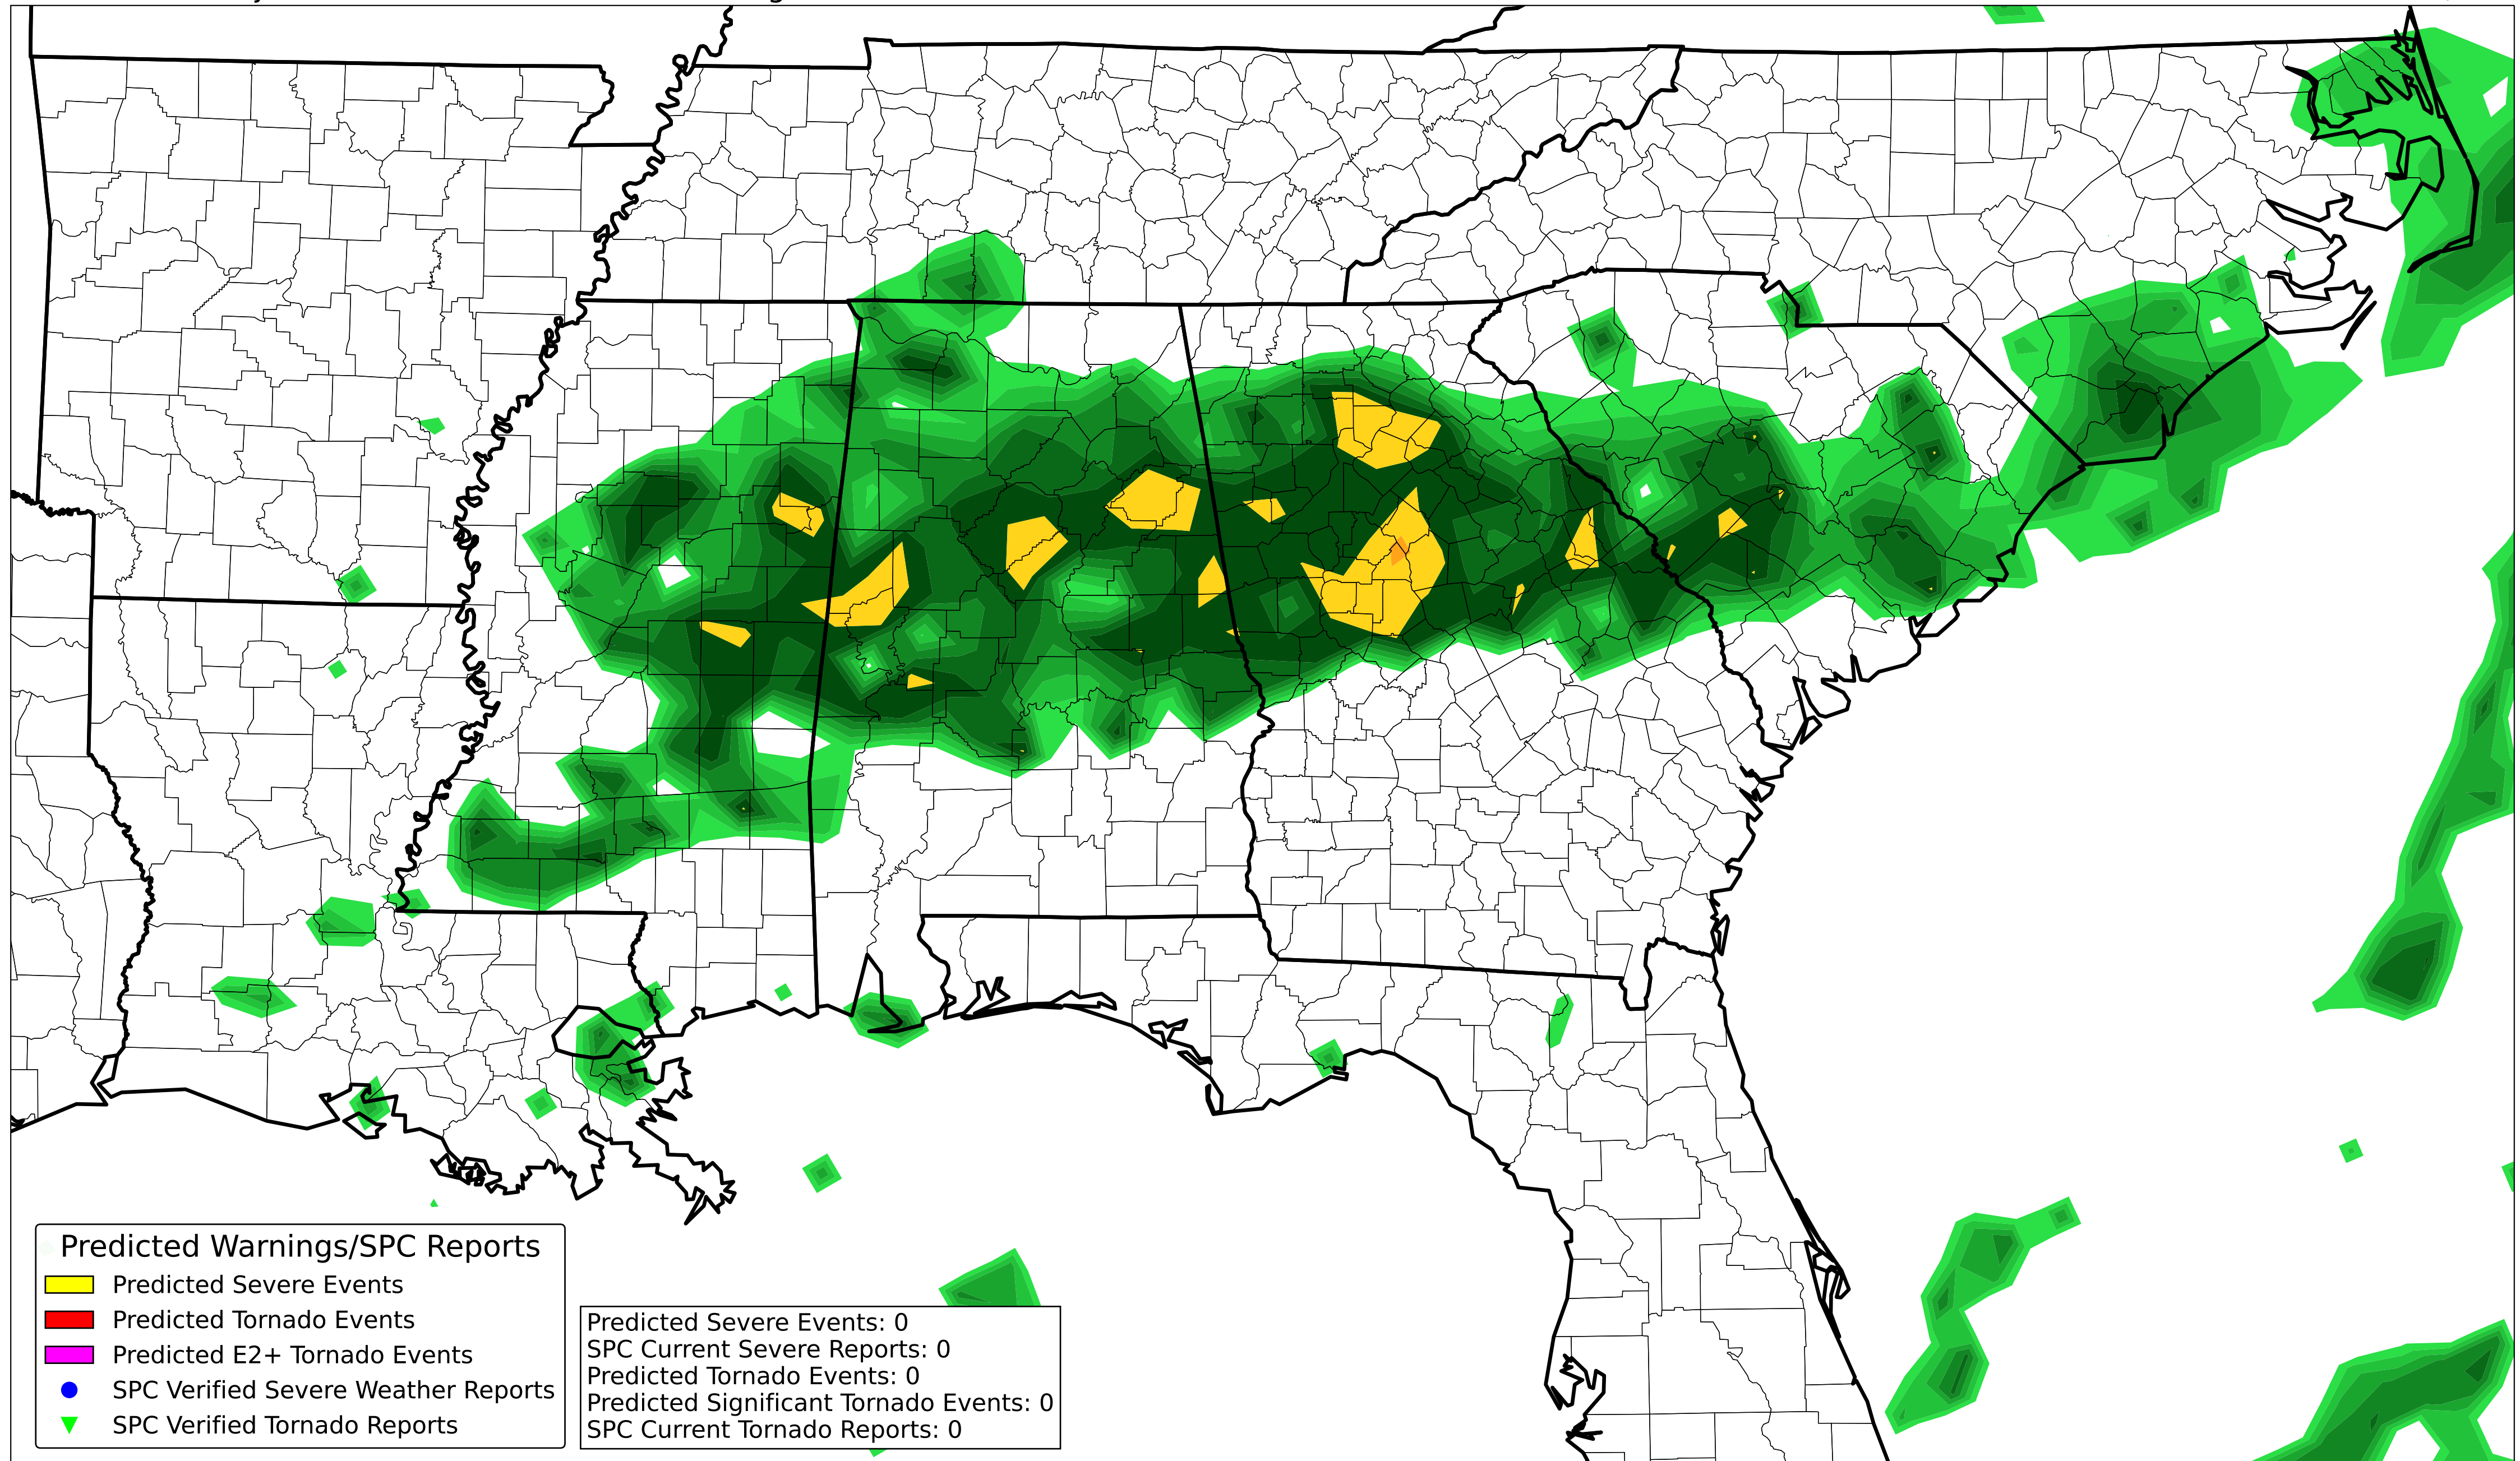 Predicted Warnings/SPC Reports
Predicted Severe Events
Predicted Tornado Events
Predicted E2+ Tornado Events
SPC Verified Severe Weather Reports
SPC Verified Tornado Reports
Predicted Severe Events: 0
SPC Current Severe Reports: 0
Predicted Tornado Events: 0
Predicted Significant Tornado Events: 0
SPC Current Tornado Reports: 0